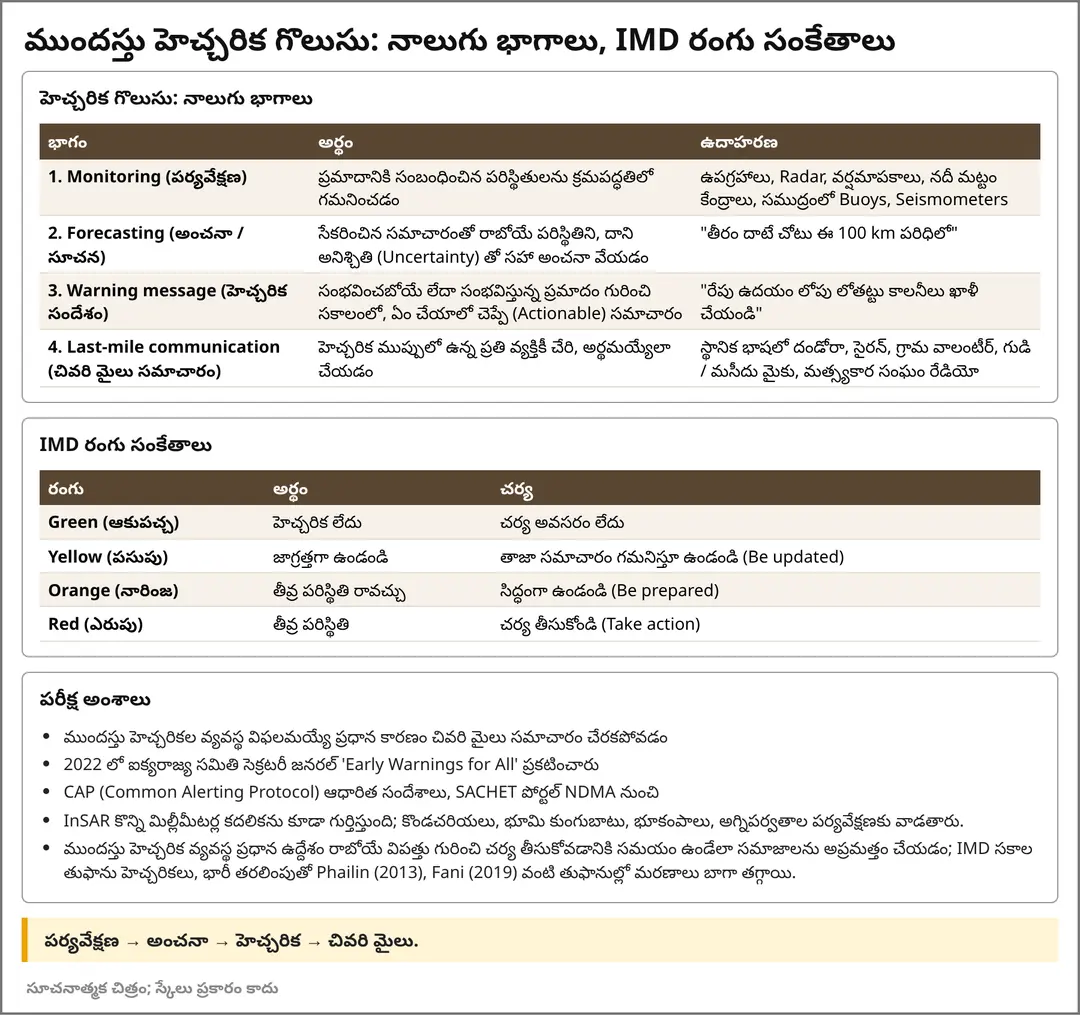 ముందస్తు హెచ్చరిక గొలుసు: నాలుగు భాగాలు, IMD రంగు సంకేతాలు
హెచ్చరిక గొలుసు: నాలుగు భాగాలు
భాగం అర్థం ఉదాహరణ
1. Monitoring (పర్యవేక్షణ) ప్రమాదానికి సంబంధించిన పరిస్థితులను క్రమపద్ధతిలో ఉపగ్రహాలు, Radar, వర్షమాపకాలు, నదీ మట్టం
గమనించడం కేంద్రాలు, సముద్రంలో Buoys, Seismometers
2. Forecasting (అంచనా / సేకరించిన సమాచారంతో రాబోయే పరిస్థితిని, దాని "తీరం దాటే చోటు ఈ 100 km పరిధిలో"
సూచన) అనిశ్చితి (Uncertainty) తో సహా అంచనా వేయడం
3. Warning message (హెచ్చరిక సంభవించబోయే లేదా సంభవిస్తున్న ప్రమాదం గురించి "రేపు ఉదయం లోపు లోతట్టు కాలనీలు ఖాళీ
సందేశం) సకాలంలో, ఏం చేయాలో చెప్పే (Actionable) సమాచారం చేయండి"
4. Last-mile communication హెచ్చరిక ముప్పులో ఉన్న ప్రతి వ్యక్తికీ చేరి, అర్థమయ్యేలా స్థానిక భాషలో దండోరా, సైరన్, గ్రామ వాలంటీర్, గుడి
(చివరి మైలు సమాచారం) చేయడం / మసీదు మైకు, మత్స్యకార సంఘం రేడియో
IMD రంగు సంకేతాలు
రంగు అర్థం చర్య
Green (ఆకుపచ్చ) హెచ్చరిక లేదు చర్య అవసరం లేదు
Yellow (పసుపు) జాగ్రత్తగా ఉండండి తాజా సమాచారం గమనిస్తూ ఉండండి (Be updated)
Orange (నారింజ) తీవ్ర పరిస్థితి రావచ్చు సిద్ధంగా ఉండండి (Be prepared)
Red (ఎరుపు) తీవ్ర పరిస్థితి చర్య తీసుకోండి (Take action)
పరీక్ష అంశాలు
• ముందస్తు హెచ్చరికల వ్యవస్థ విఫలమయ్యే ప్రధాన కారణం చివరి మైలు సమాచారం చేరకపోవడం
• 2022 లో ఐక్యరాజ్య సమితి సెక్రటరీ జనరల్ 'Early Warnings for All' ప్రకటించారు
• CAP (Common Alerting Protocol) ఆధారిత సందేశాలు, SACHET పోర్టల్ NDMA నుంచి
• InSAR కొన్ని మిల్లీమీటర్ల కదలికను కూడా గుర్తిస్తుంది; కొండచరియలు, భూమి కుంగుబాటు, భూకంపాలు, అగ్నిపర్వతాల పర్యవేక్షణకు వాడతారు.
• ముందస్తు హెచ్చరిక వ్యవస్థ ప్రధాన ఉద్దేశం రాబోయే విపత్తు గురించి చర్య తీసుకోవడానికి సమయం ఉండేలా సమాజాలను అప్రమత్తం చేయడం; IMD సకాల
తుఫాను హెచ్చరికలు, భారీ తరలింపుతో Phailin (2013), Fani (2019) వంటి తుఫానుల్లో మరణాలు బాగా తగ్గాయి.
పర్యవేక్షణ → అంచనా → హెచ్చరిక → చివరి మైలు.
సూచనాత్మక చిత్రం; స్కేలు ప్రకారం కాదు